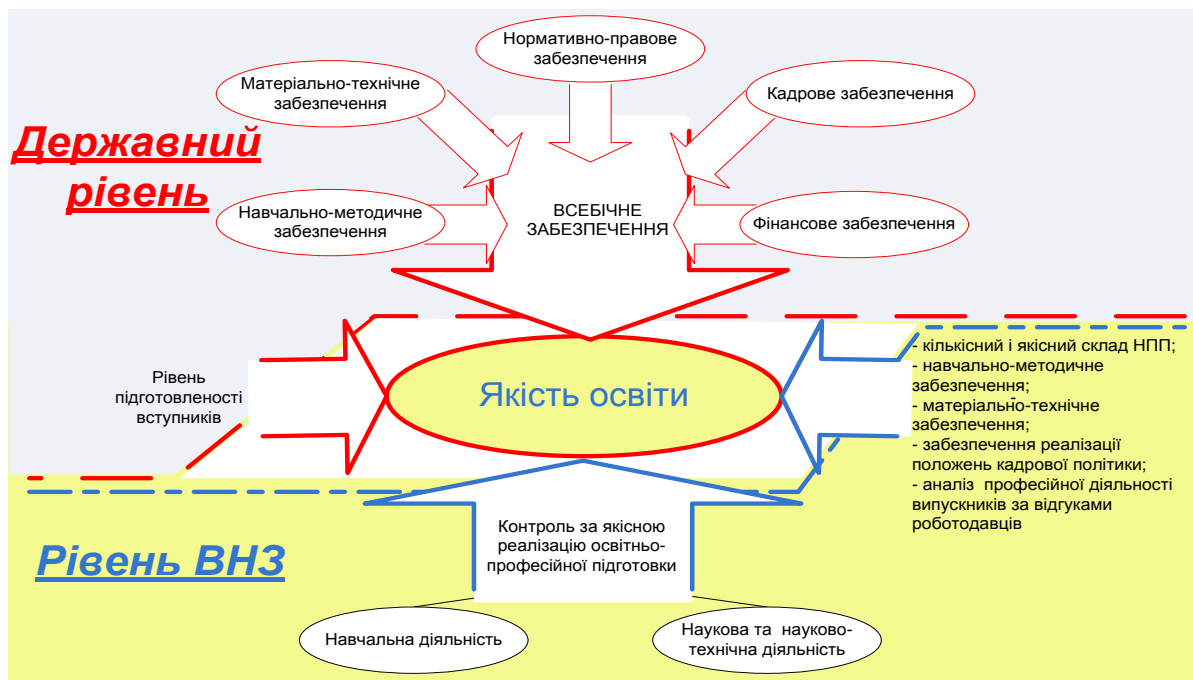 Нормативно-правове
забезпечення
Матеріально-технічне
забезпечення
Кадрове забезпечення
Державний
рівень
Навчально-методичне
забезпечення
ВСЕБІЧНЕ
ЗАБЕЗПЕЧЕННЯ
Фінансове забезпечення
Рівень
підготовленості
вступників
Якість освіти
- кількісний і якісний склад НПП;
- навчально-методичне
забезпечення;
- матеріально-технічне
забезпечення;
- забезпечення реалізації
положень кадрової політики;
- аналіз професійної діяльності
випускників за відгуками
роботодавців
Контроль за якісною
реалізацію освітньо-
професійної підготовки
Рівень ВНЗ
Навчальна діяльність
Наукова та науково-
технічна діяльність